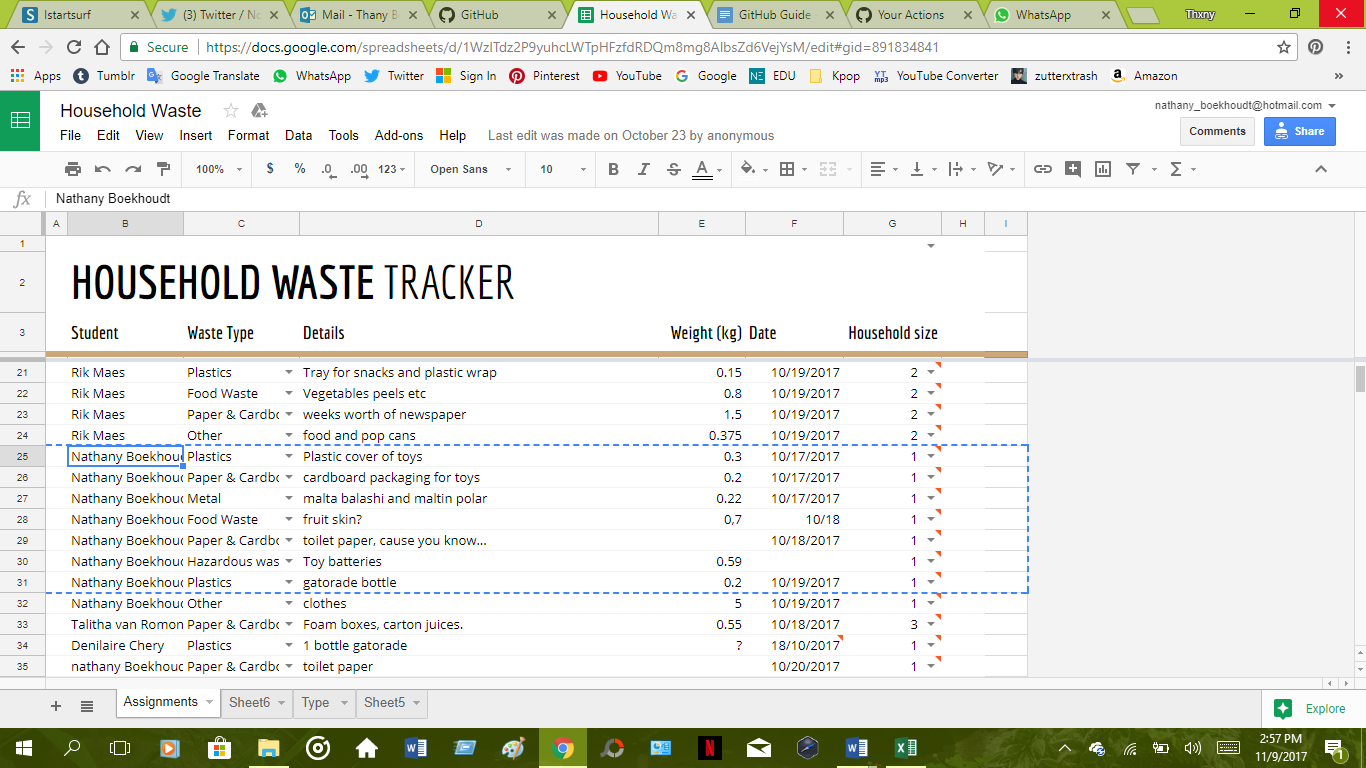 Istartsurf (3) Twitter / No Mail - Thany B GitHub Household Wa GitHub Guide Your Actions WhatsApp Thxny
Secure https://docs.google.com/spreadsheets/d/1WzlTdz2P9yuhcLWTpHFzfdRDQm8mg8AlbsZd6VejYsM/edit#gid=891834841
Apps Tumblr Google Translate WhatsApp Twitter Sign In Pinterest YouTube Google EDU Kpop YouTube Converter zutterxtrash Amazon
Household Waste nathany_boekhoudt@hotmail.com
File Edit View Insert Format Data Tools Add-ons Help Last edit was made on October 23 by anonymous Comments Share
100% $ % .0 .00 123 Open Sans 10 B I S A Σ
fx Nathany Boekhoudt
A B C D E F G H I
1
2 HOUSEHOLD WASTE TRACKER
3 Student Waste Type Details Weight (kg) Date Household size
21 Rik Maes Plastics Tray for snacks and plastic wrap 0.15 10/19/2017 2
22 Rik Maes Food Waste Vegetables peels etc 0.8 10/19/2017 2
23 Rik Maes Paper & Cardbo weeks worth of newspaper 1.5 10/19/2017 2
24 Rik Maes Other food and pop cans 0.375 10/19/2017 2
25 Nathany Boekhoud Plastics Plastic cover of toys 0.3 10/17/2017 1
26 Nathany Boekhoud Paper & Cardbo cardboard packaging for toys 0.2 10/17/2017 1
27 Nathany Boekhoud Metal malta balashi and maltin polar 0.22 10/17/2017 1
28 Nathany Boekhoud Food Waste fruit skin? 0,7 10/18 1
29 Nathany Boekhoud Paper & Cardbo toilet paper, cause you know... 10/18/2017 1
30 Nathany Boekhoud Hazardous was Toy batteries 0.59 1
31 Nathany Boekhoud Plastics gatorade bottle 0.2 10/19/2017 1
32 Nathany Boekhoud Other clothes 5 10/19/2017 1
33 Talitha van Romon Paper & Cardbo Foam boxes, carton juices. 0.55 10/18/2017 3
34 Denilaire Chery Plastics 1 bottle gatorade ? 18/10/2017 1
35 nathany Boekhoud Paper & Cardbo toilet paper 10/20/2017 1
Assignments Sheet6 Type Sheet5 Explore
2:57 PM
11/9/2017 1